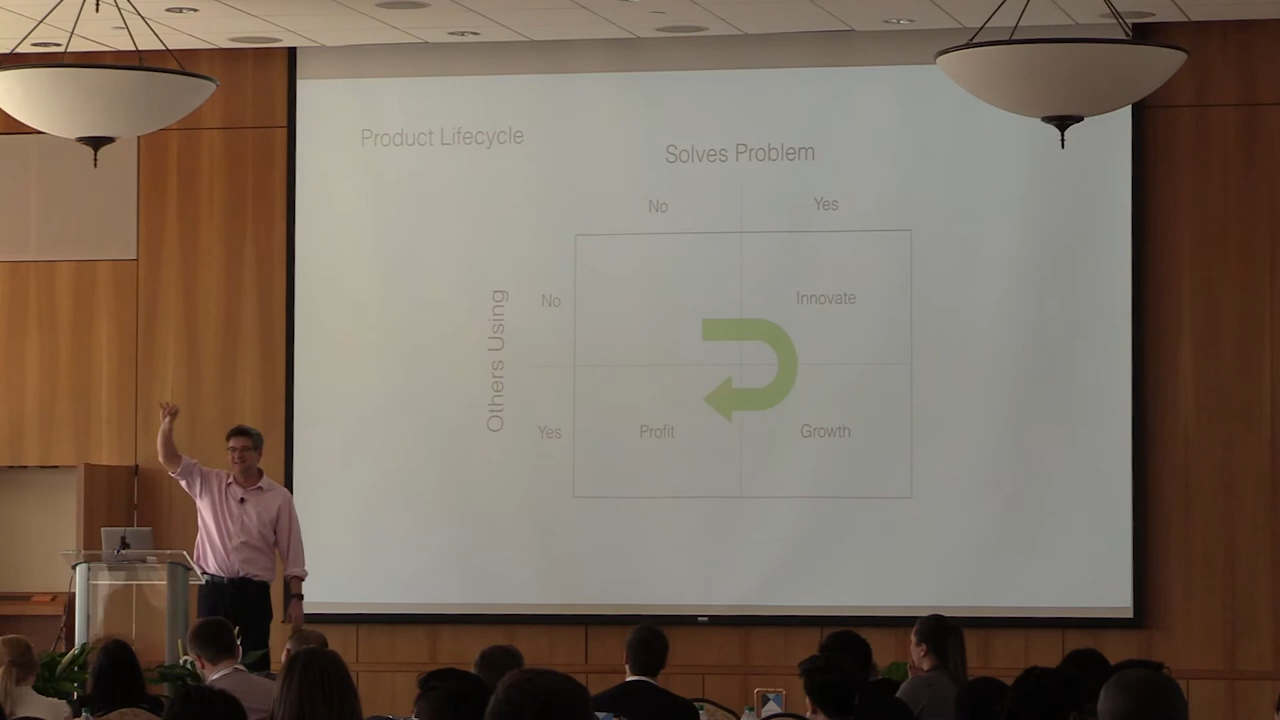 Product Lifecycle
Solves Problem
No Yes
Others Using
No
Innovate
Yes
Profit
Growth